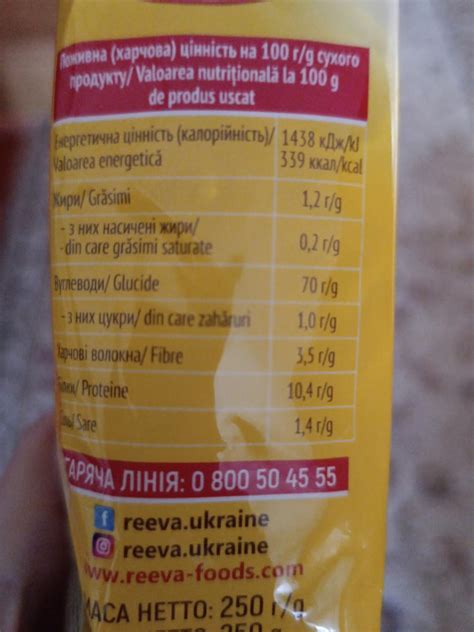 Поживна (харчова) цінність на 100 г/g сухого
продукту/ Valoarea nutrițională la 100 g
de produs uscat
Енергетична цінність (калорійність)/ 1438 кДж/kJ
Valoarea energetică 339 ккал/kcal
Жири/ Grăsimi 1,2 г/g
- з них насичені жири/
-din care grăsimi saturate 0,2 г/g
Вуглеводи/ Glucide 70 г/g
- з них цукри/ din care zahăruri 1,0 г/g
Харчові волокна/ Fibre 3,5 г/g
Білки/ Proteine 10,4 г/g
Сіль/ Sare 1,4 г/g
ГАРЯЧА ЛІНІЯ: 0 800 50 45 55
f reeva.ukraine
reeva.ukraine
www.reeva-foods.com
МАСА НЕТТО: 250 г/g
250 g